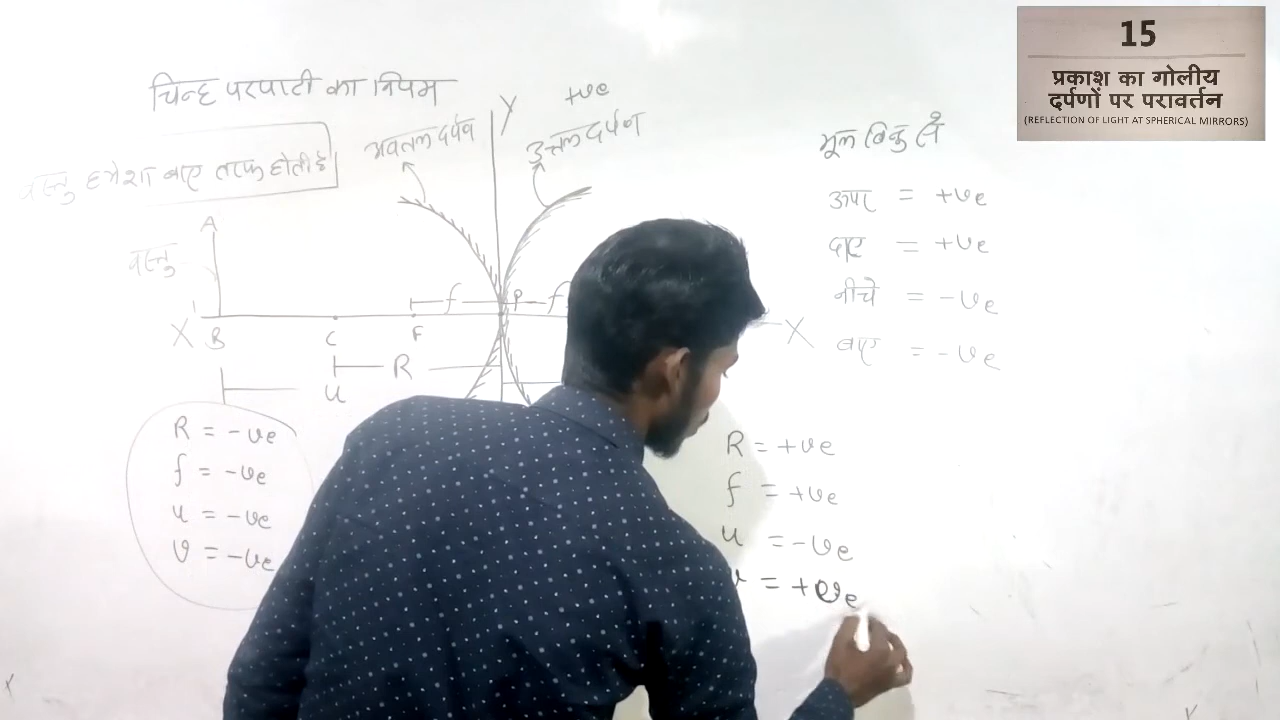 15
प्रकाश का गोलीय
दर्पणों पर परावर्तन
(REFLECTION OF LIGHT AT SPHERICAL MIRRORS)
चिन्ह परपाटी का नियम
वस्तु हमेशा बाए तरफ होती है
अवतल दर्पन
Y
+ve
उत्तल दर्पन
A
वस्तु
f
P
f
X
B
C
F
X
R
u
R = -ve
f = -ve
u = -ve
v = -ve
मूल बिन्दु से
ऊपर = +ve
दाए = +ve
नीचे = -ve
बाए = -ve
R = +ve
f = +ve
u = -ve
v = +ve